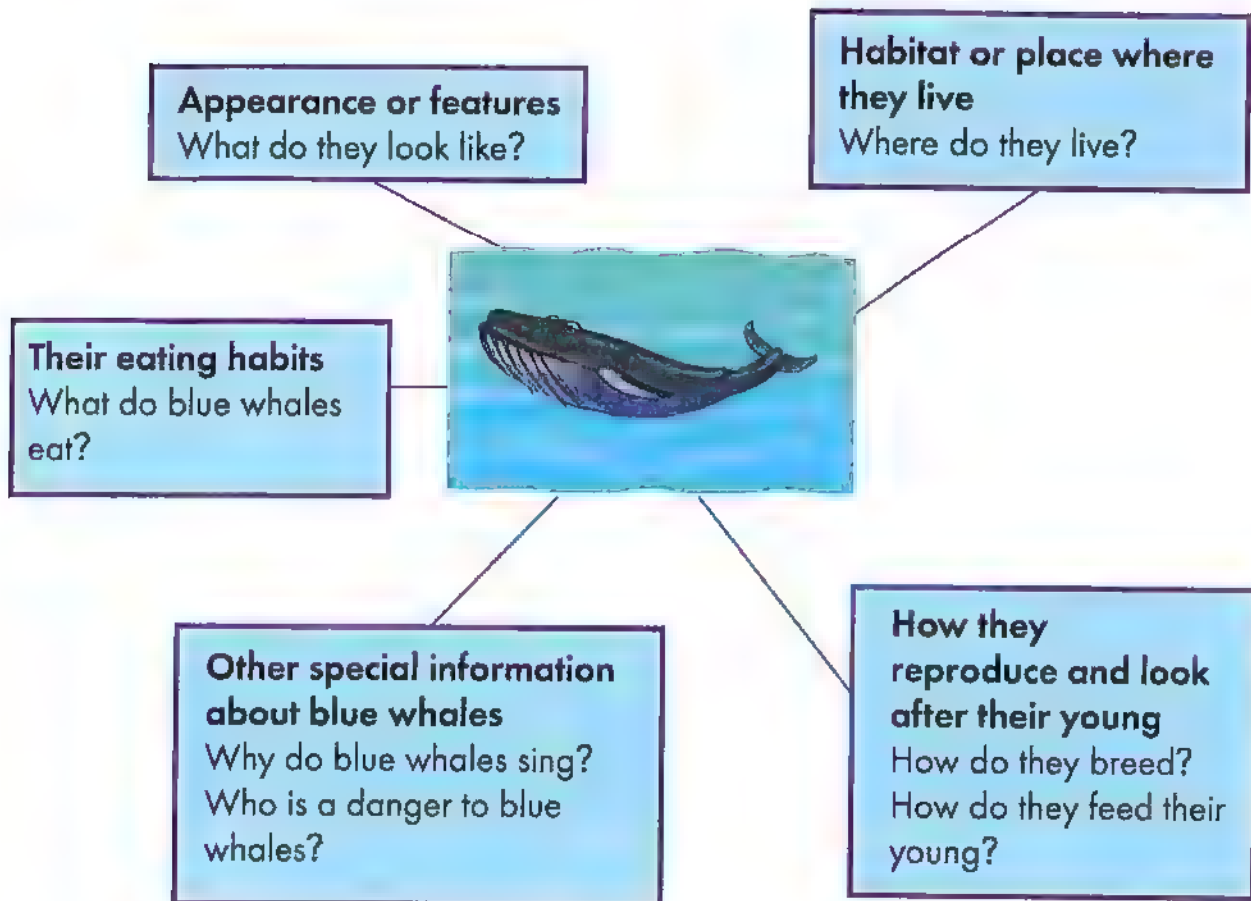 Appearance or features
What do they look like?
Habitat or place where
they live
Where do they live?
Their eating habits
What do blue whales
eat?
Other special information
about blue whales
Why do blue whales sing?
Who is a danger to blue
whales?
How they
reproduce and look
after their young
How do they breed?
How do they feed their
young?